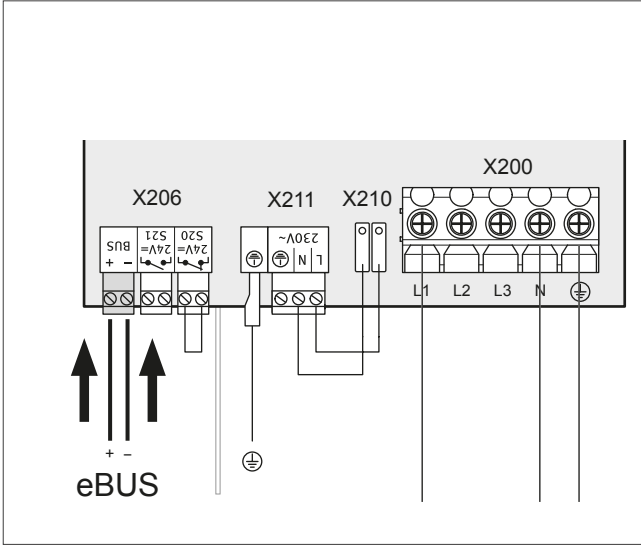 X200
X206
X211
X210
BUS
+ −
S21
24V=
S20
24V=
230V~
N L
L1 L2 L3 N
+ −
eBUS